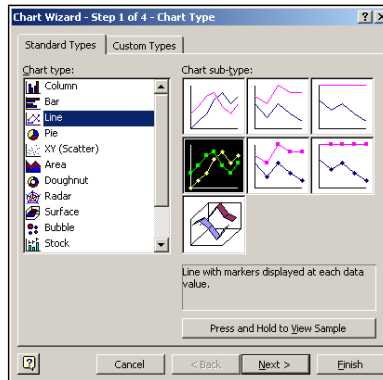 Chart Wizard - Step 1 of 4 - Chart Type
Standard Types
Custom Types
Chart type:
Column
Bar
Line
Pie
XY (Scatter)
Area
Doughnut
Radar
Surface
Bubble
Stock
Chart sub-type:
Line with markers displayed at each data
value.
Press and Hold to View Sample
Cancel
< Back
Next >
Finish